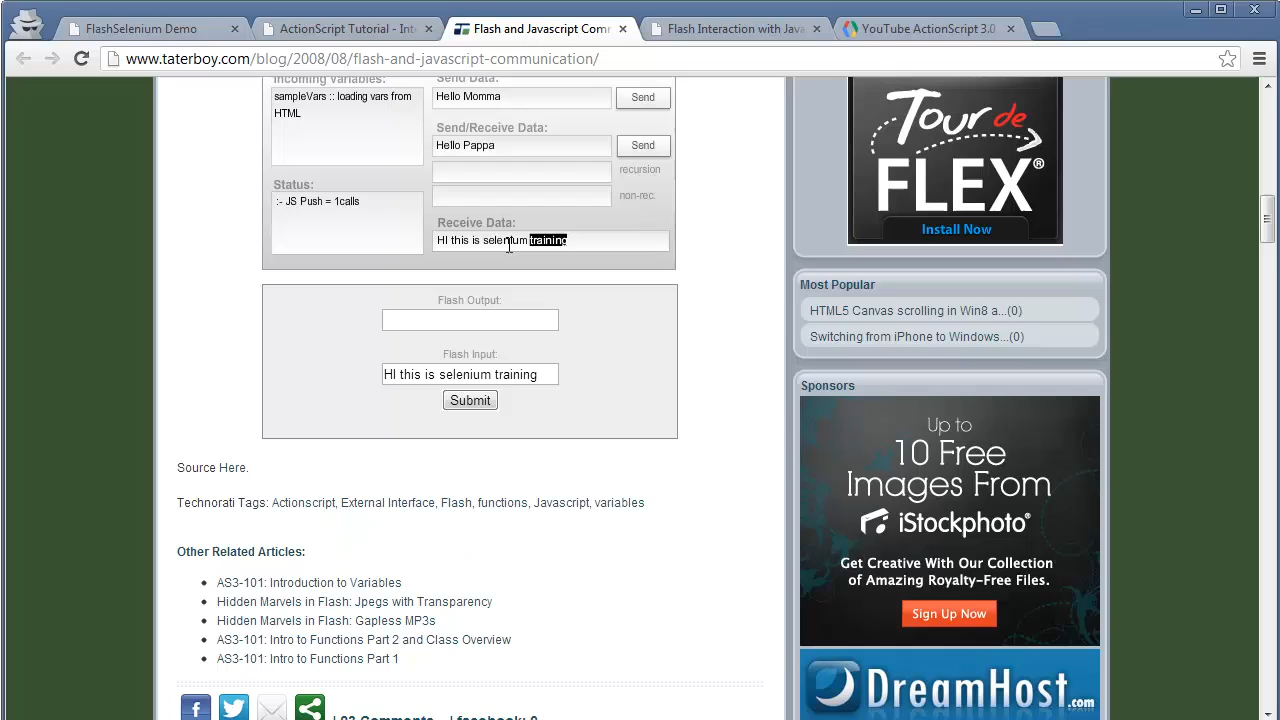 FlashSelenium Demo
ActionScript Tutorial - Inte
Flash and Javascript Comm
Flash Interaction with Java
YouTube ActionScript 3.0
www.taterboy.com/blog/2008/08/flash-and-javascript-communication/
Incoming Variables:
sampleVars :: loading vars from
HTML
Status:
:- JS Push = 1calls
Send Data:
Hello Momma
Send
Send/Receive Data:
Hello Pappa
Send
recursion
non-rec.
Receive Data:
HI this is selenium training
Flash Output:
Flash Input:
HI this is selenium training
Submit
Source Here.
Technorati Tags: Actionscript, External Interface, Flash, functions, Javascript, variables
Other Related Articles:
AS3-101: Introduction to Variables
Hidden Marvels in Flash: Jpegs with Transparency
Hidden Marvels in Flash: Gapless MP3s
AS3-101: Intro to Functions Part 2 and Class Overview
AS3-101: Intro to Functions Part 1
| 93 Comments | facebook: 0
Tour de
FLEX®
Install Now
Most Popular
HTML5 Canvas scrolling in Win8 a...(0)
Switching from iPhone to Windows...(0)
Sponsors
Up to
10 Free
Images From
iStockphoto®
Get Creative With Our Collection
of Amazing Royalty-Free Files.
Sign Up Now
DreamHost.com